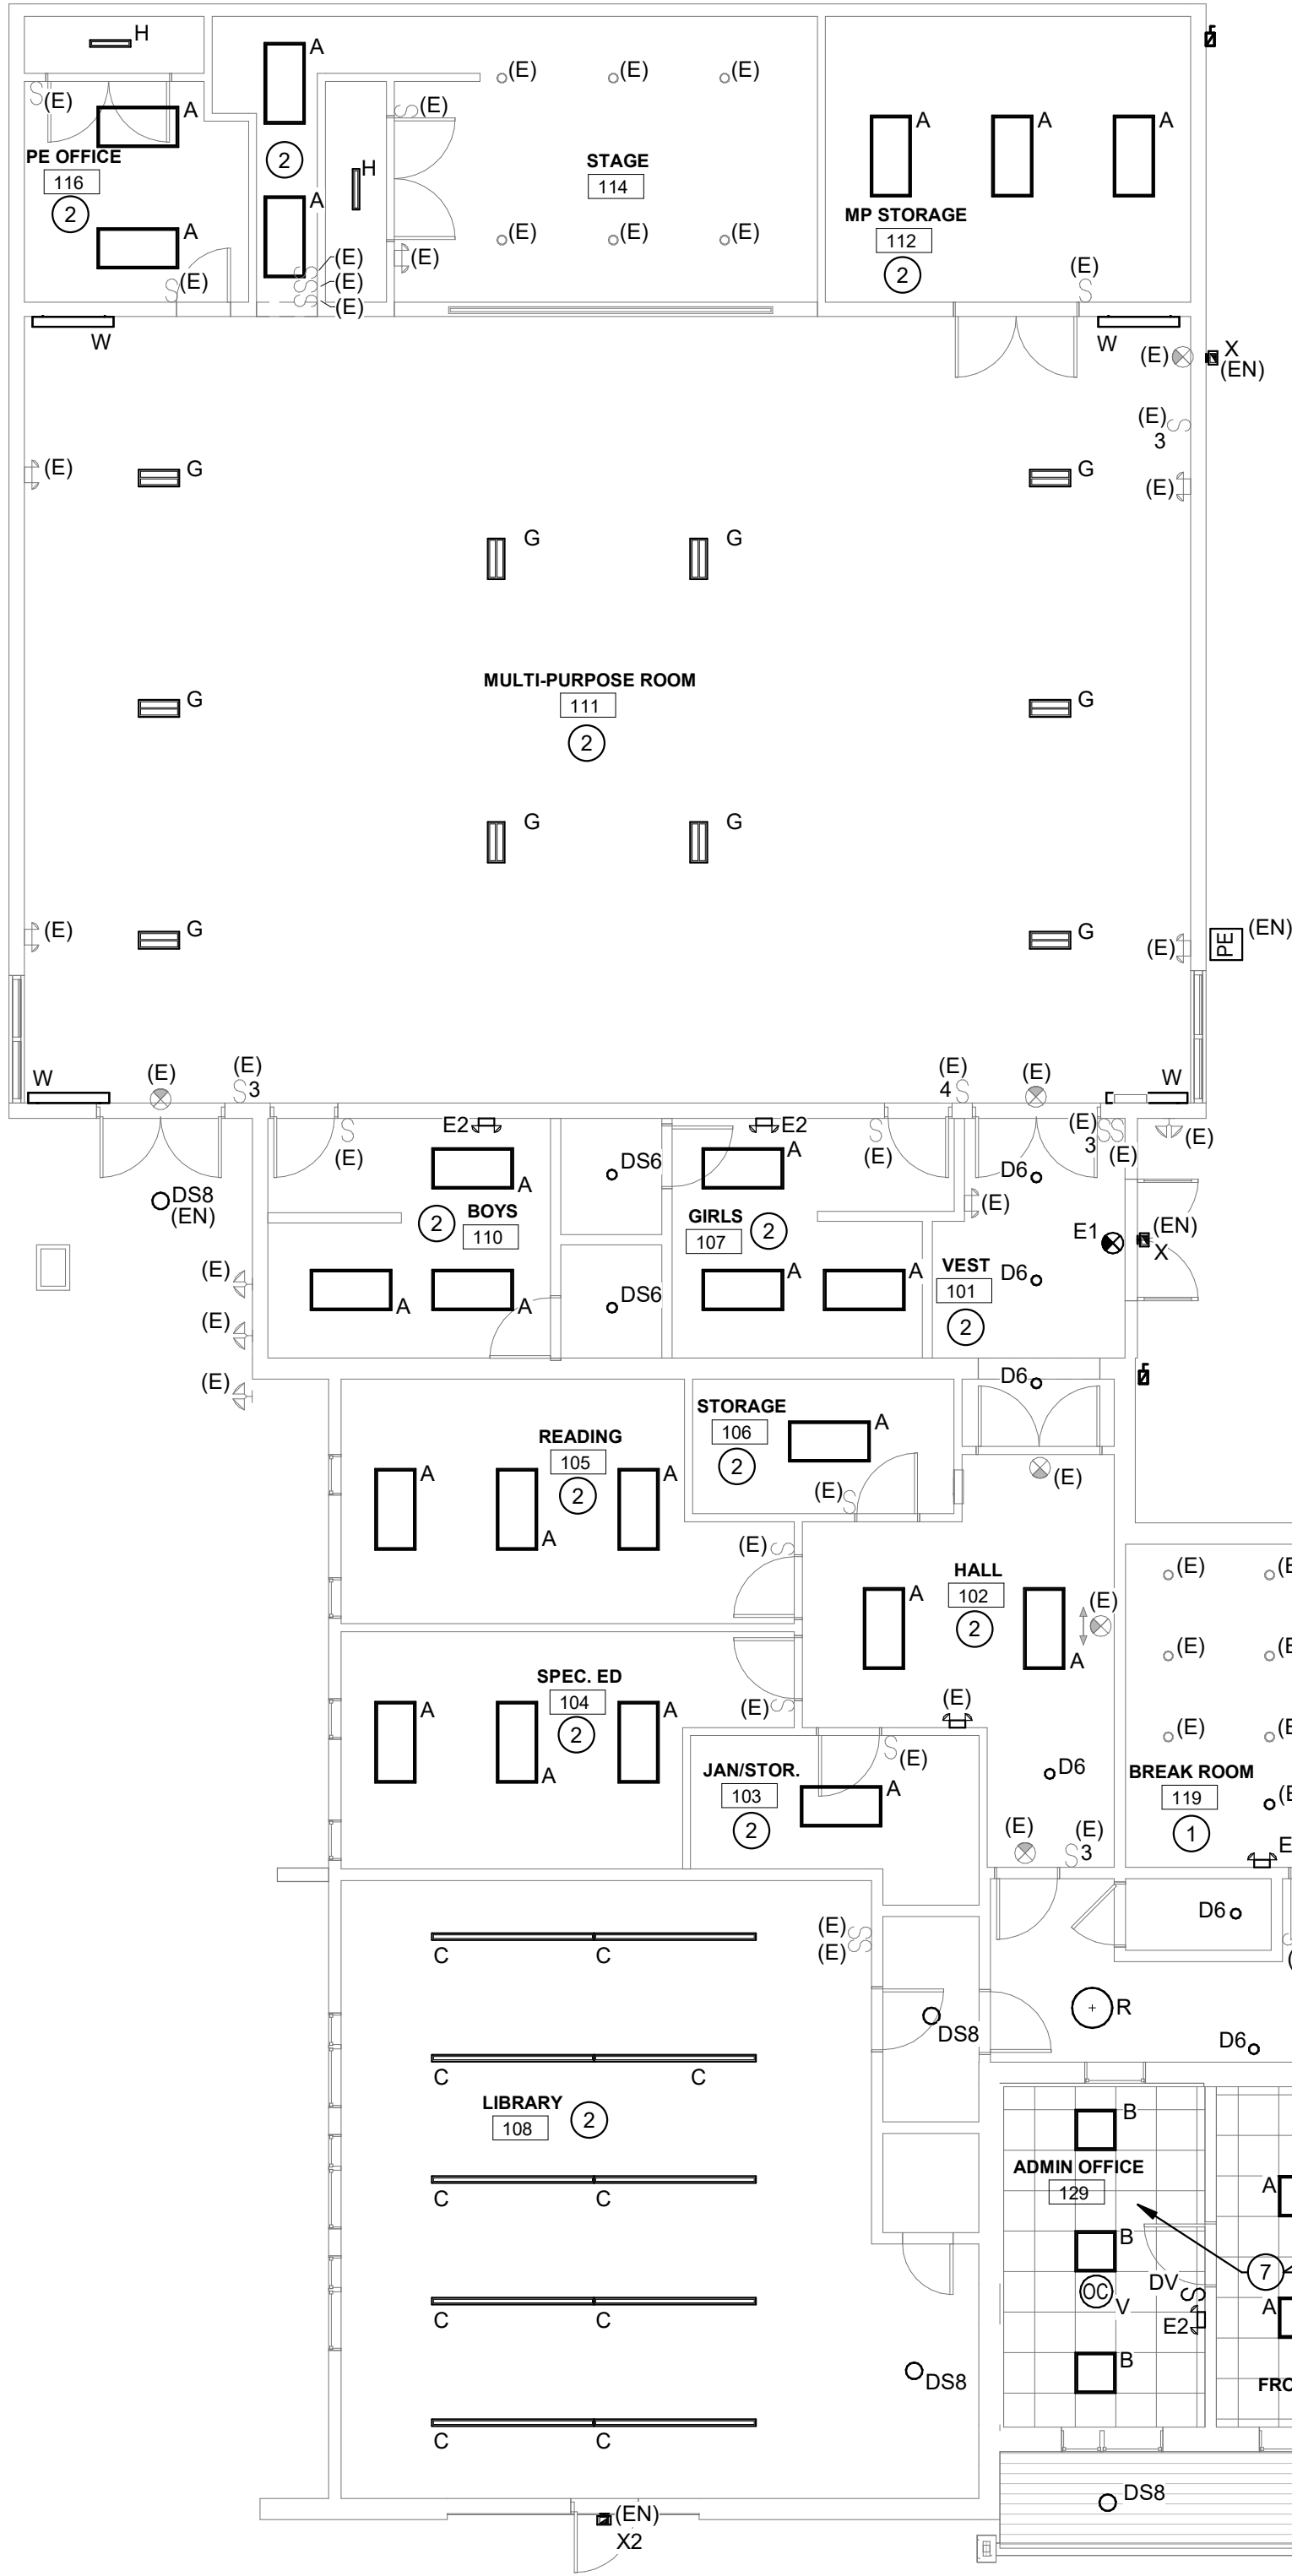 H
A
(E)
(E)
(E)
(E)
A
(E)
A
A
A
PE OFFICE
116
2
2
H
STAGE
114
A
MP STORAGE
112
2
A
(E)
(E)
(E)
(E)
(E)
(E)
(E)
(E)
(E)
W
W
(E)
X
(EN)
(E)
3
(E)
G
G
(E)
G
G
MULTI-PURPOSE ROOM
111
2
G
G
G
G
(E)
G
G
(E)
PE
(EN)
W
(E)
(E)
3
(E)
4
(E)
W
E2
E2
(E)
3
(E)
(E)
(E)
(E)
DS8
(EN)
A
DS6
A
D6
2
BOYS
110
GIRLS
107
2
(E)
E1
(EN)
X
VEST
101
2
D6
(E)
A
A
DS6
A
A
(E)
(E)
D6
STORAGE
106
2
A
READING
105
2
A
A
A
(E)
(E)
(E)
HALL
102
2
A
A
(E)
(E)
(E)
(E)
(E)
SPEC. ED
104
2
A
A
A
(E)
(E)
(E)
JAN/STOR.
103
2
A
D6
BREAK ROOM
119
1
(E)
(E)
3
D6
(E)
(E)
C
C
R
DS8
D6
C
C
LIBRARY
108
2
B
ADMIN OFFICE
129
A
C
C
B
7
OC
V
DV
S
E2
A
C
C
B
DS8
C
C
DS8
(EN)
X2